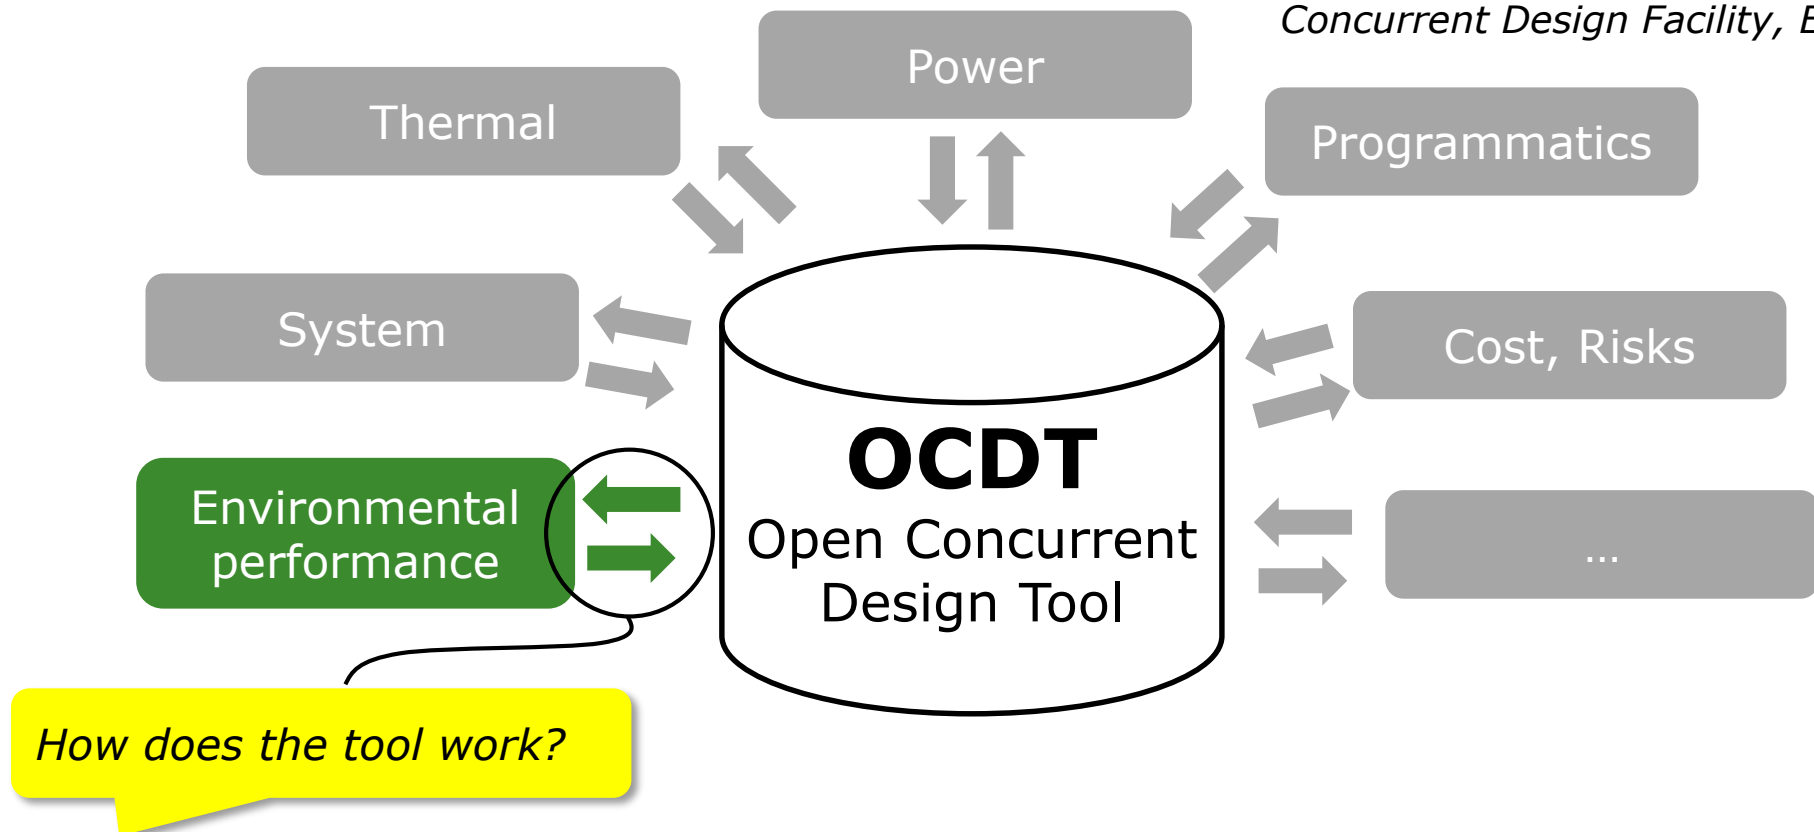 Concurrent Design Facility, E
Power
Thermal
Programmatics
System
Cost, Risks
OCDT
Open Concurrent
Design Tool
Environmental
performance
...
How does the tool work?